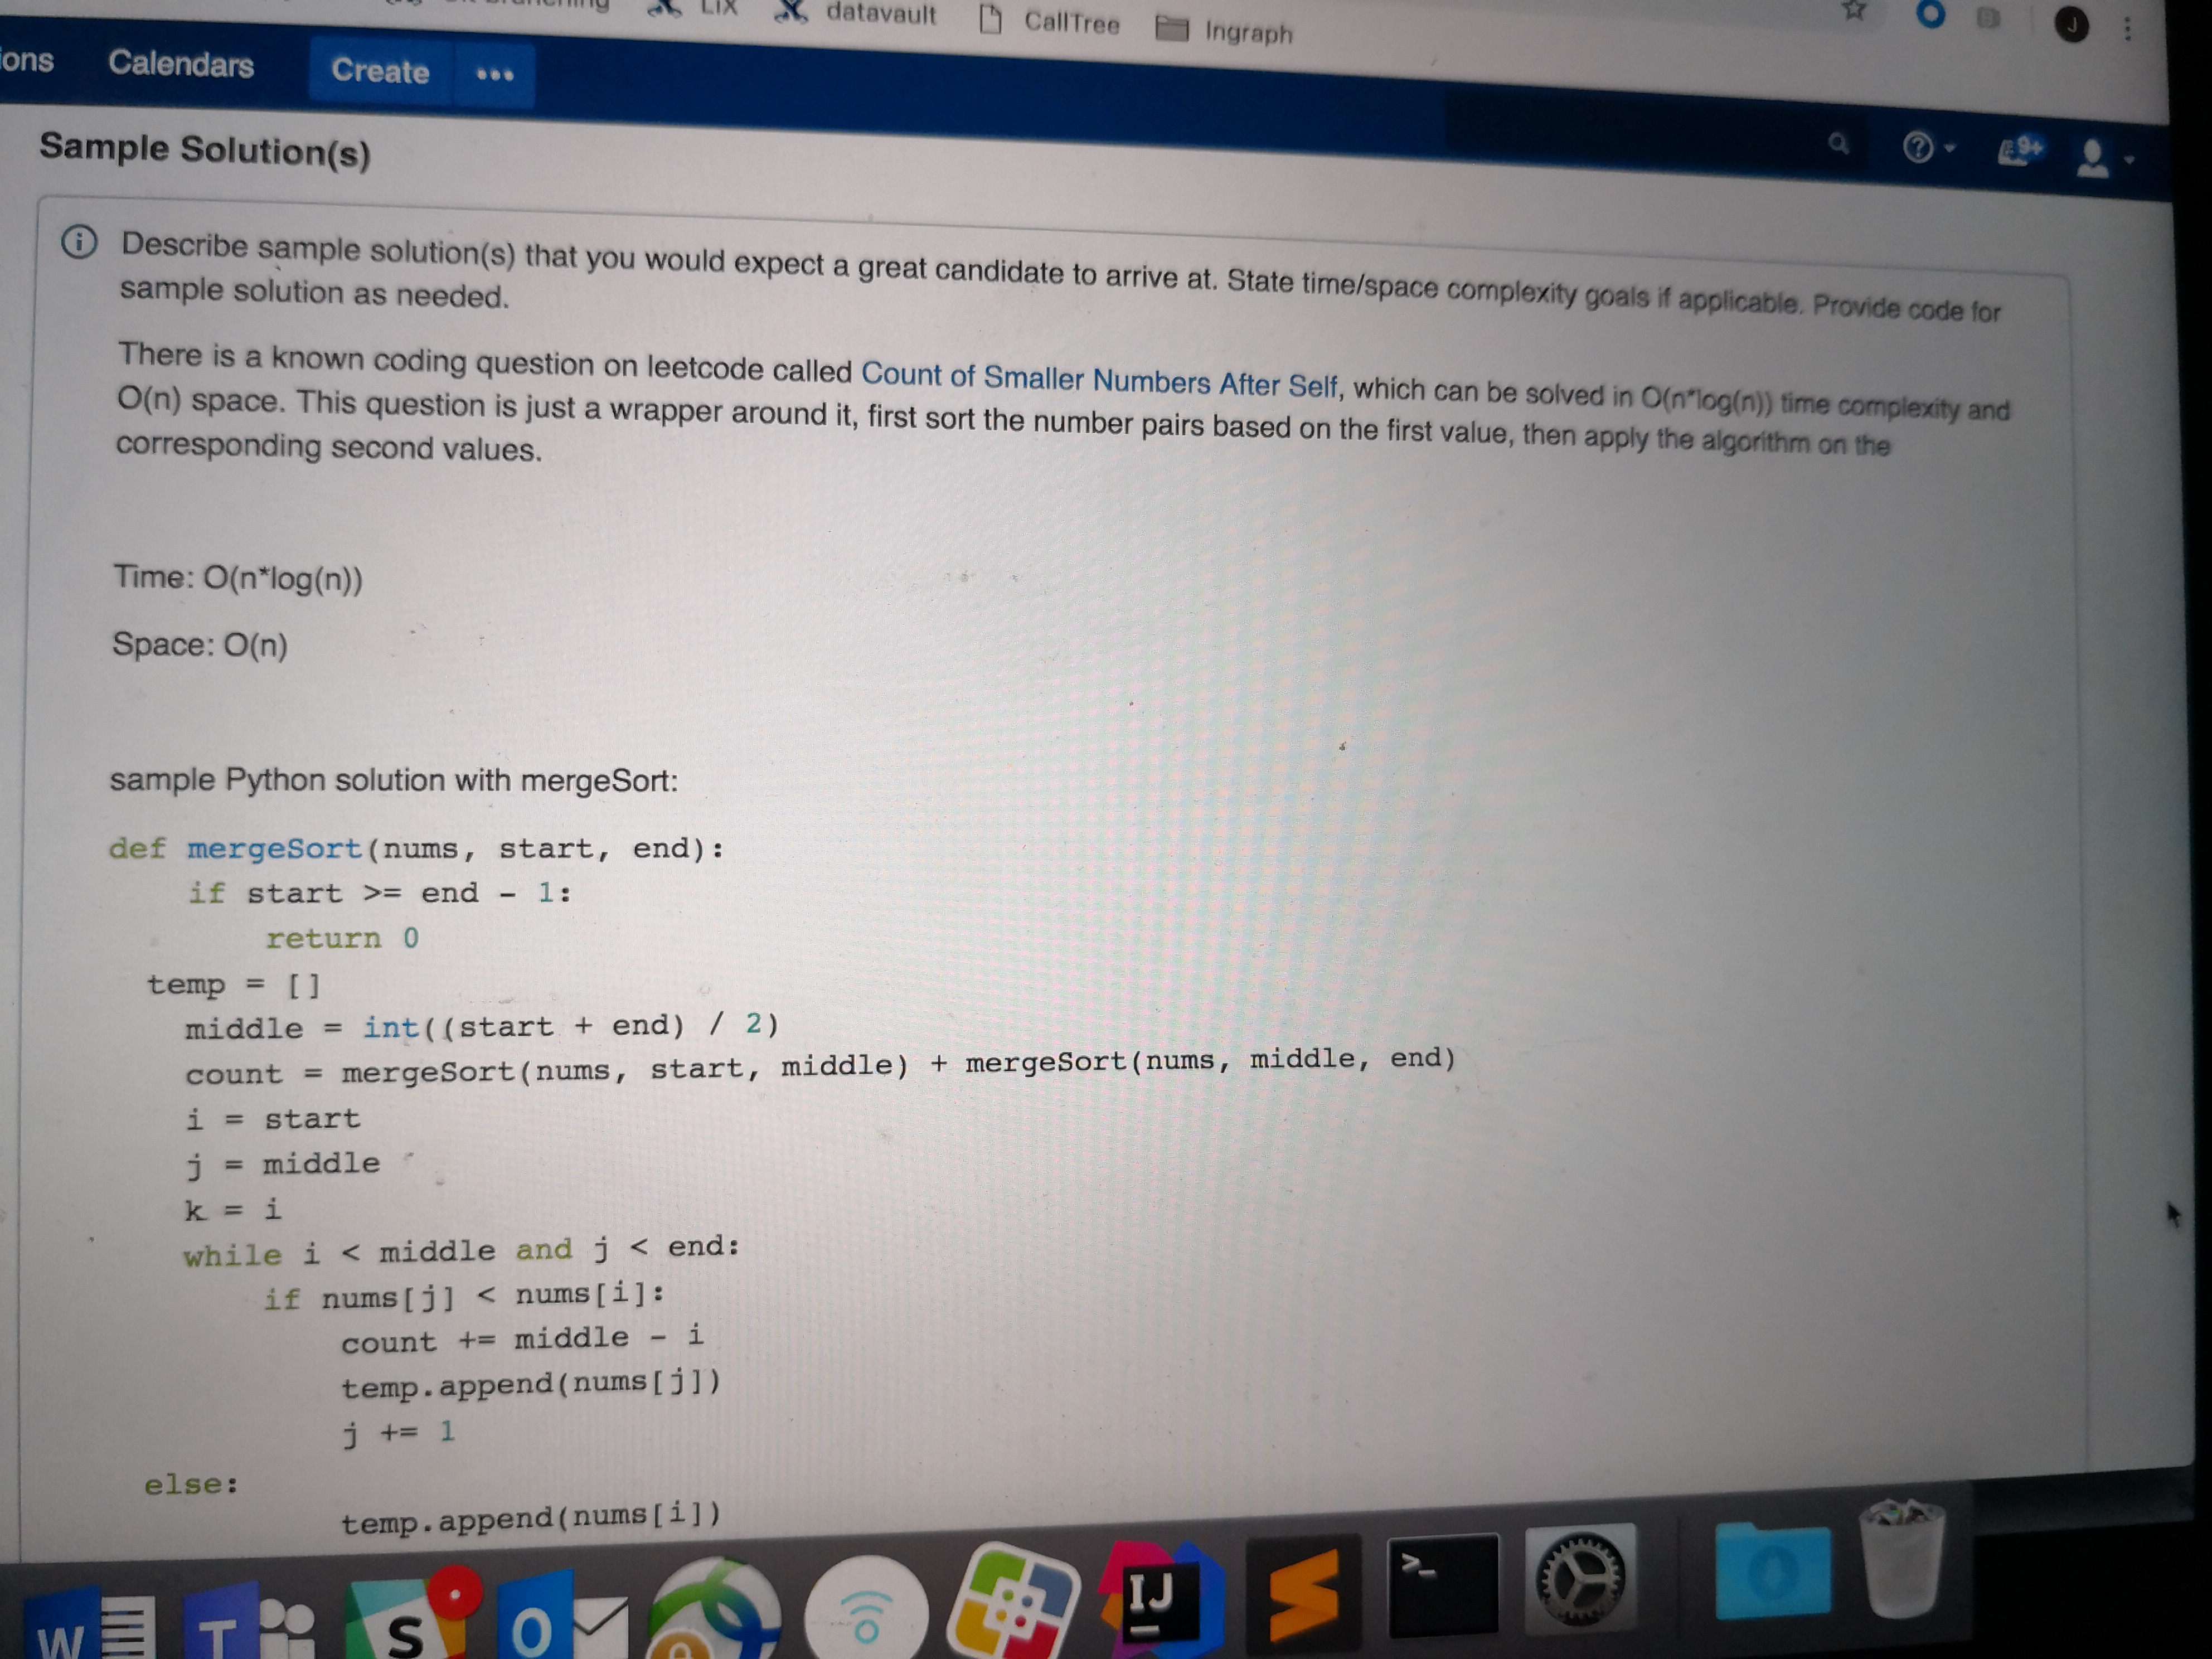 LIX datavault CallTree Ingraph J
ions Calendars Create •••
9+
Sample Solution(s)
Describe sample solution(s) that you would expect a great candidate to arrive at. State time/space complexity goals if applicable. Provide code for
sample solution as needed.
There is a known coding question on leetcode called Count of Smaller Numbers After Self, which can be solved in O(n*log(n)) time complexity and
O(n) space. This question is just a wrapper around it, first sort the number pairs based on the first value, then apply the algorithm on the
corresponding second values.
Time: O(n*log(n))
Space: O(n)
sample Python solution with mergeSort:
def mergeSort(nums, start, end):
if start >= end - 1:
return 0
temp = []
middle = int((start + end) / 2)
count = mergeSort(nums, start, middle) + mergeSort(nums, middle, end)
i = start
j = middle
k = i
while i < middle and j < end:
if nums[j] < nums[i]:
count += middle - i
temp.append(nums[j])
j += 1
else:
temp.append(nums[i])
W T S O IJ >_